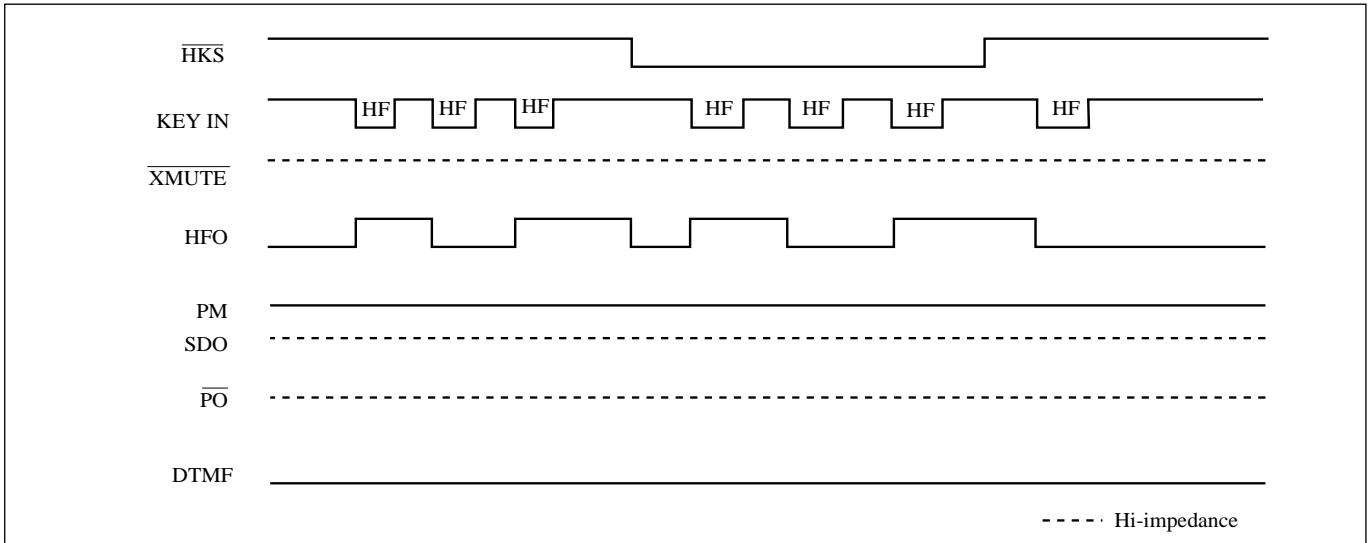 HKS
KEY IN HF HF HF HF HF HF HF
XMUTE
HFO
PM
SDO
PO
DTMF
Hi-impedance